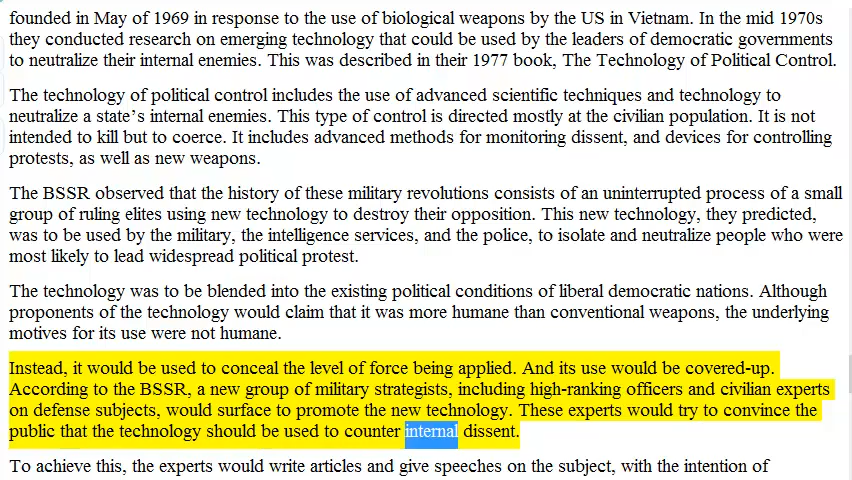 founded in May of 1969 in response to the use of biological weapons by the US in Vietnam. In the mid 1970s
they conducted research on emerging technology that could be used by the leaders of democratic governments
to neutralize their internal enemies. This was described in their 1977 book, The Technology of Political Control.
The technology of political control includes the use of advanced scientific techniques and technology to
neutralize a state’s internal enemies. This type of control is directed mostly at the civilian population. It is not
intended to kill but to coerce. It includes advanced methods for monitoring dissent, and devices for controlling
protests, as well as new weapons.
The BSSR observed that the history of these military revolutions consists of an uninterrupted process of a small
group of ruling elites using new technology to destroy their opposition. This new technology, they predicted,
was to be used by the military, the intelligence services, and the police, to isolate and neutralize people who were
most likely to lead widespread political protest.
The technology was to be blended into the existing political conditions of liberal democratic nations. Although
proponents of the technology would claim that it was more humane than conventional weapons, the underlying
motives for its use were not humane.
Instead, it would be used to conceal the level of force being applied. And its use would be covered-up.
According to the BSSR, a new group of military strategists, including high-ranking officers and civilian experts
on defense subjects, would surface to promote the new technology. These experts would try to convince the
public that the technology should be used to counter internal dissent.
To achieve this, the experts would write articles and give speeches on the subject, with the intention of